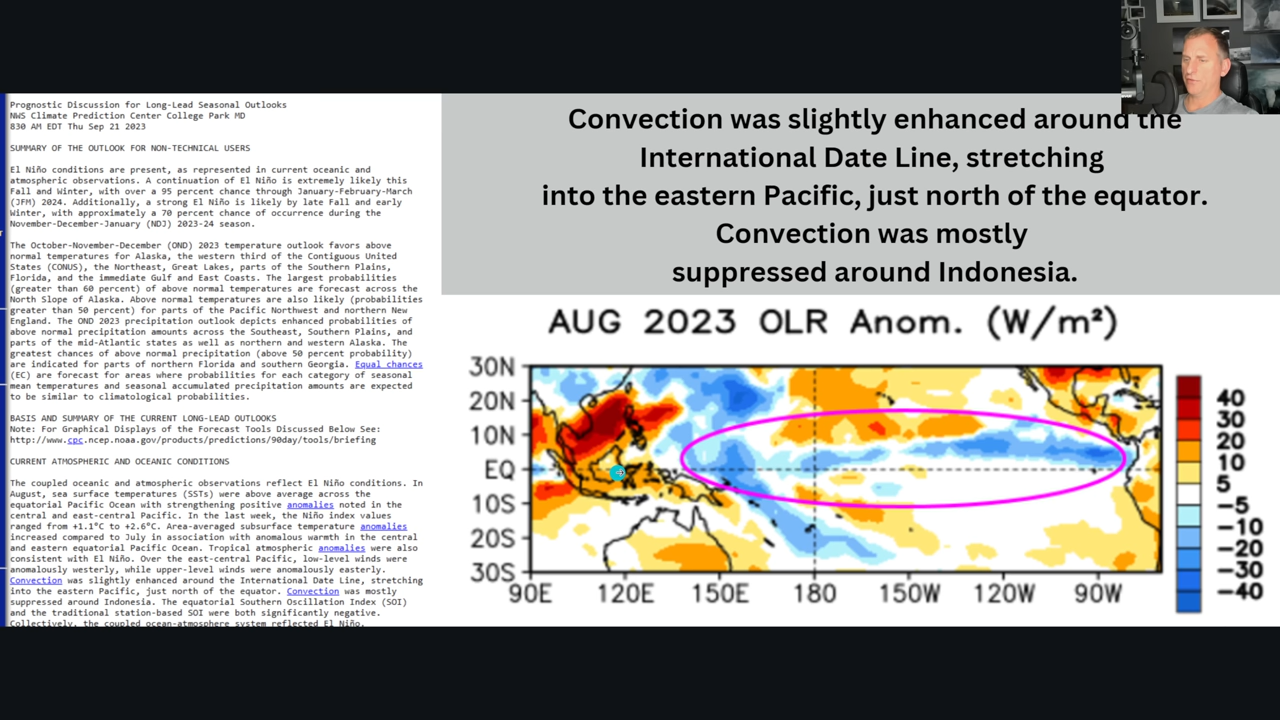 Prognostic Discussion for Long-Lead Seasonal Outlooks
NWS Climate Prediction Center College Park MD
830 AM EDT Thu Sep 21 2023
SUMMARY OF THE OUTLOOK FOR NON-TECHNICAL USERS
El Niño conditions are present, as represented in current oceanic and
atmospheric observations. A continuation of El Niño is extremely likely this
Fall and Winter, with over a 95 percent chance through January-February-March
(JFM) 2024. Additionally, a strong El Niño is likely by late Fall and early
Winter, with approximately a 70 percent chance of occurrence during the
November-December-January (NDJ) 2023-24 season.
The October-November-December (OND) 2023 temperature outlook favors above
normal temperatures for Alaska, the western third of the Contiguous United
States (CONUS), the Northeast, Great Lakes, parts of the Southern Plains,
Florida, and the immediate Gulf and East Coasts. The largest probabilities
(greater than 60 percent) of above normal temperatures are forecast across the
North Slope of Alaska. Above normal temperatures are also likely (probabilities
greater than 50 percent) for parts of the Pacific Northwest and northern New
England. The OND 2023 precipitation outlook depicts enhanced probabilities of
above normal precipitation amounts across the Southeast, Southern Plains, and
parts of the mid-Atlantic states as well as northern and western Alaska. The
greatest chances of above normal precipitation (above 50 percent probability)
are indicated for parts of northern Florida and southern Georgia. Equal chances
(EC) are forecast for areas where probabilities for each category of seasonal
mean temperatures and seasonal accumulated precipitation amounts are expected
to be similar to climatological probabilities.
BASIS AND SUMMARY OF THE CURRENT LONG-LEAD OUTLOOKS
Note: For Graphical Displays of the Forecast Tools Discussed Below See:
http://www.cpc.ncep.noaa.gov/products/predictions/90day/tools/briefing
CURRENT ATMOSPHERIC AND OCEANIC CONDITIONS
The coupled oceanic and atmospheric observations reflect El Niño conditions. In
August, sea surface temperatures (SSTs) were above average across the
equatorial Pacific Ocean with strengthening positive anomalies noted in the
central and east-central Pacific. In the last week, the Niño index values
ranged from +1.1°C to +2.6°C. Area-averaged subsurface temperature anomalies
increased compared to July in association with anomalous warmth in the central
and eastern equatorial Pacific Ocean. Tropical atmospheric anomalies were also
consistent with El Niño. Over the east-central Pacific, low-level winds were
anomalously westerly, while upper-level winds were anomalously easterly.
Convection was slightly enhanced around the International Date Line, stretching
into the eastern Pacific, just north of the equator. Convection was mostly
suppressed around Indonesia. The equatorial Southern Oscillation Index (SOI)
and the traditional station-based SOI were both significantly negative.
Collectively, the coupled ocean-atmosphere system reflected El Niño.
Convection was slightly enhanced around the
International Date Line, stretching
into the eastern Pacific, just north of the equator.
Convection was mostly
suppressed around Indonesia.
AUG 2023 OLR Anom. (W/m²)
30N
20N
10N
EQ
10S
20S
30S
90E 120E 150E 180 150W 120W 90W
40
30
20
10
5
-5
-10
-20
-30
-40